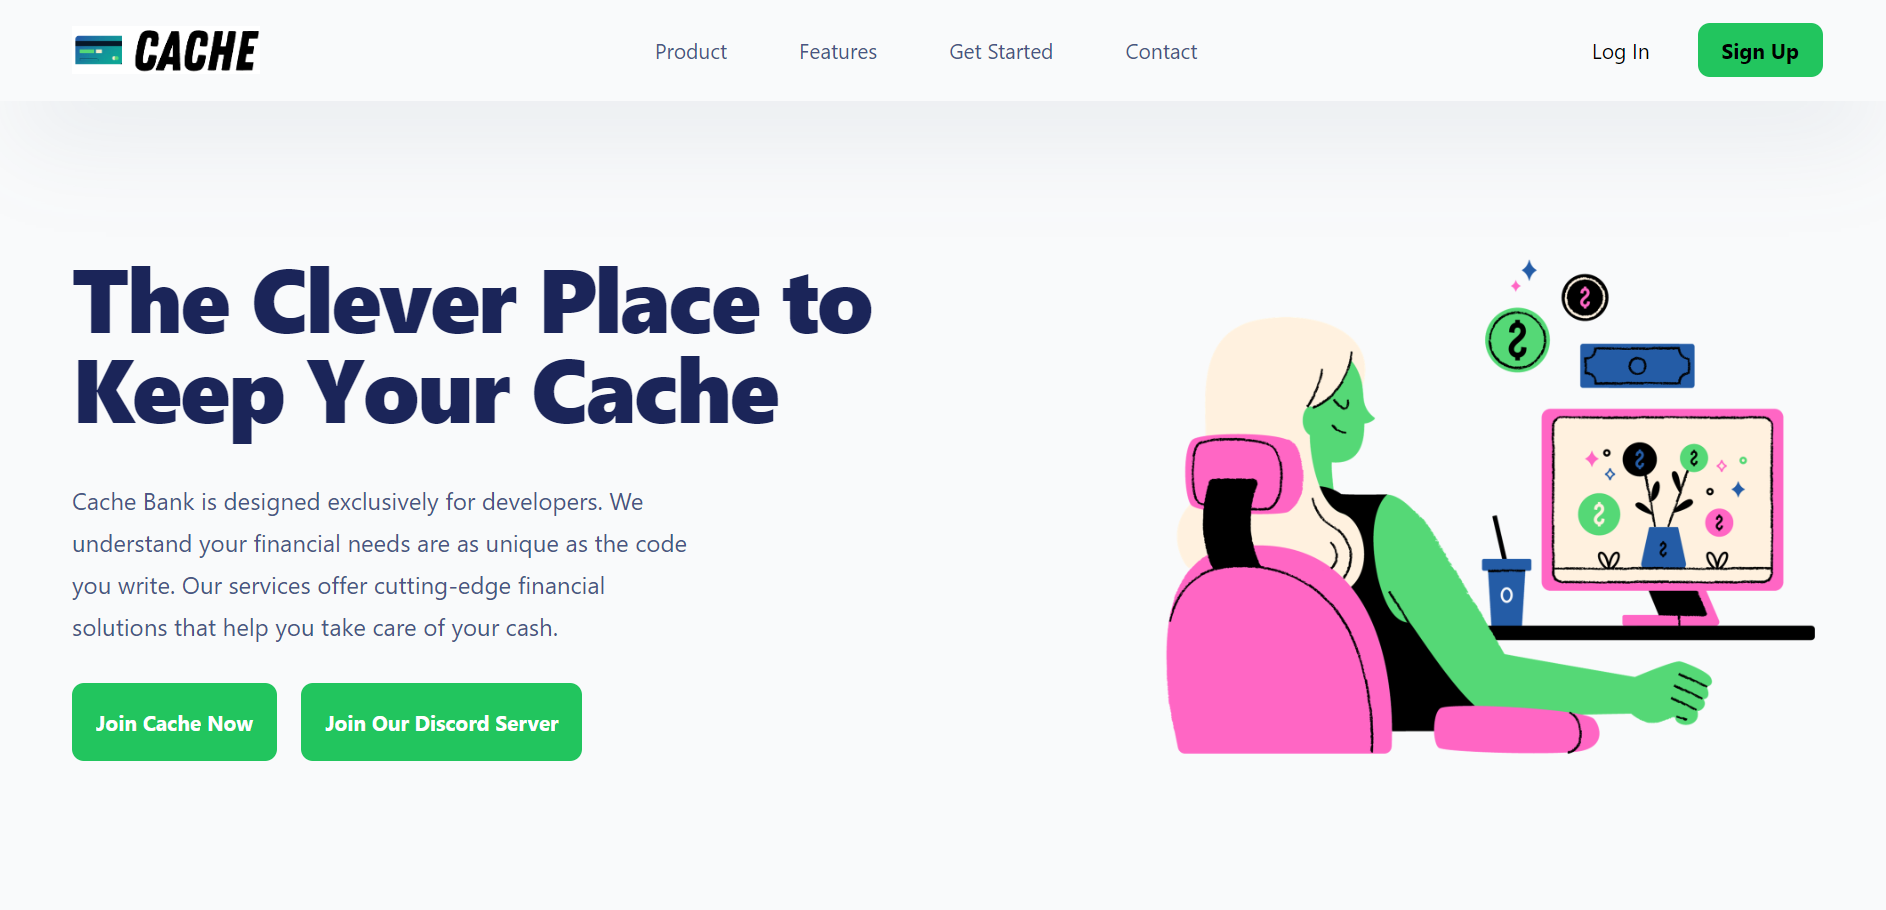 CACHE
Product
Features
Get Started
Contact
Log In
Sign Up
The Clever Place to
Keep Your Cache
Cache Bank is designed exclusively for developers. We
understand your financial needs are as unique as the code
you write. Our services offer cutting-edge financial
solutions that help you take care of your cash.
Join Cache Now
Join Our Discord Server